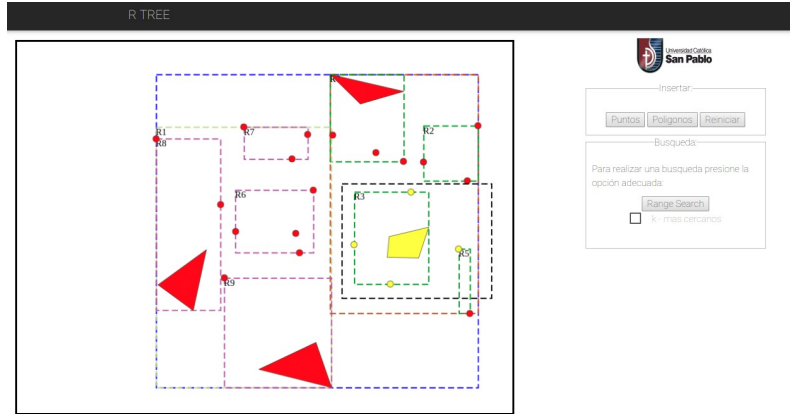 R TREE
Universidad Católica
San Pablo
Insertar:
Puntos Poligonos Reiniciar
Busqueda:
Para realizar una busqueda presione la
opción adecuada:
Range Search
k - mas cercanos
R1
R8
R7
R2
R6
R3
R5
R9